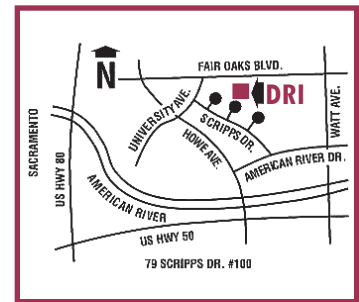 FAIR OAKS BLVD.
N
DRI
UNIVERSITY AVE.
SCRIPPS DR.
WATT AVE.
HOWE AVE.
AMERICAN RIVER DR.
SACRAMENTO
US HWY 80
AMERICAN RIVER
US HWY 50
79 SCRIPPS DR. #100